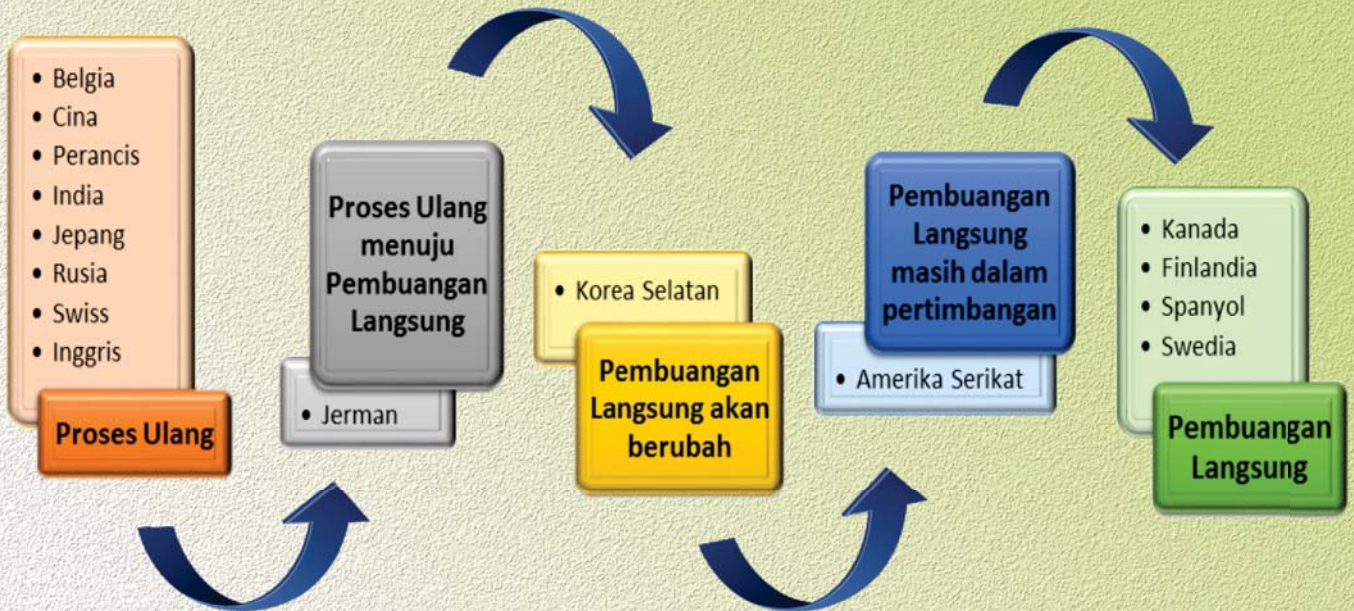 • Belgia
• Cina
• Perancis
• India
• Jepang
• Rusia
• Swiss
• Inggris
Proses Ulang
Proses Ulang
menuju
Pembuangan
Langsung
• Jerman
• Korea Selatan
Pembuangan
Langsung akan
berubah
Pembuangan
Langsung
masih dalam
pertimbangan
• Amerika Serikat
• Kanada
• Finlandia
• Spanyol
• Swedia
Pembuangan
Langsung